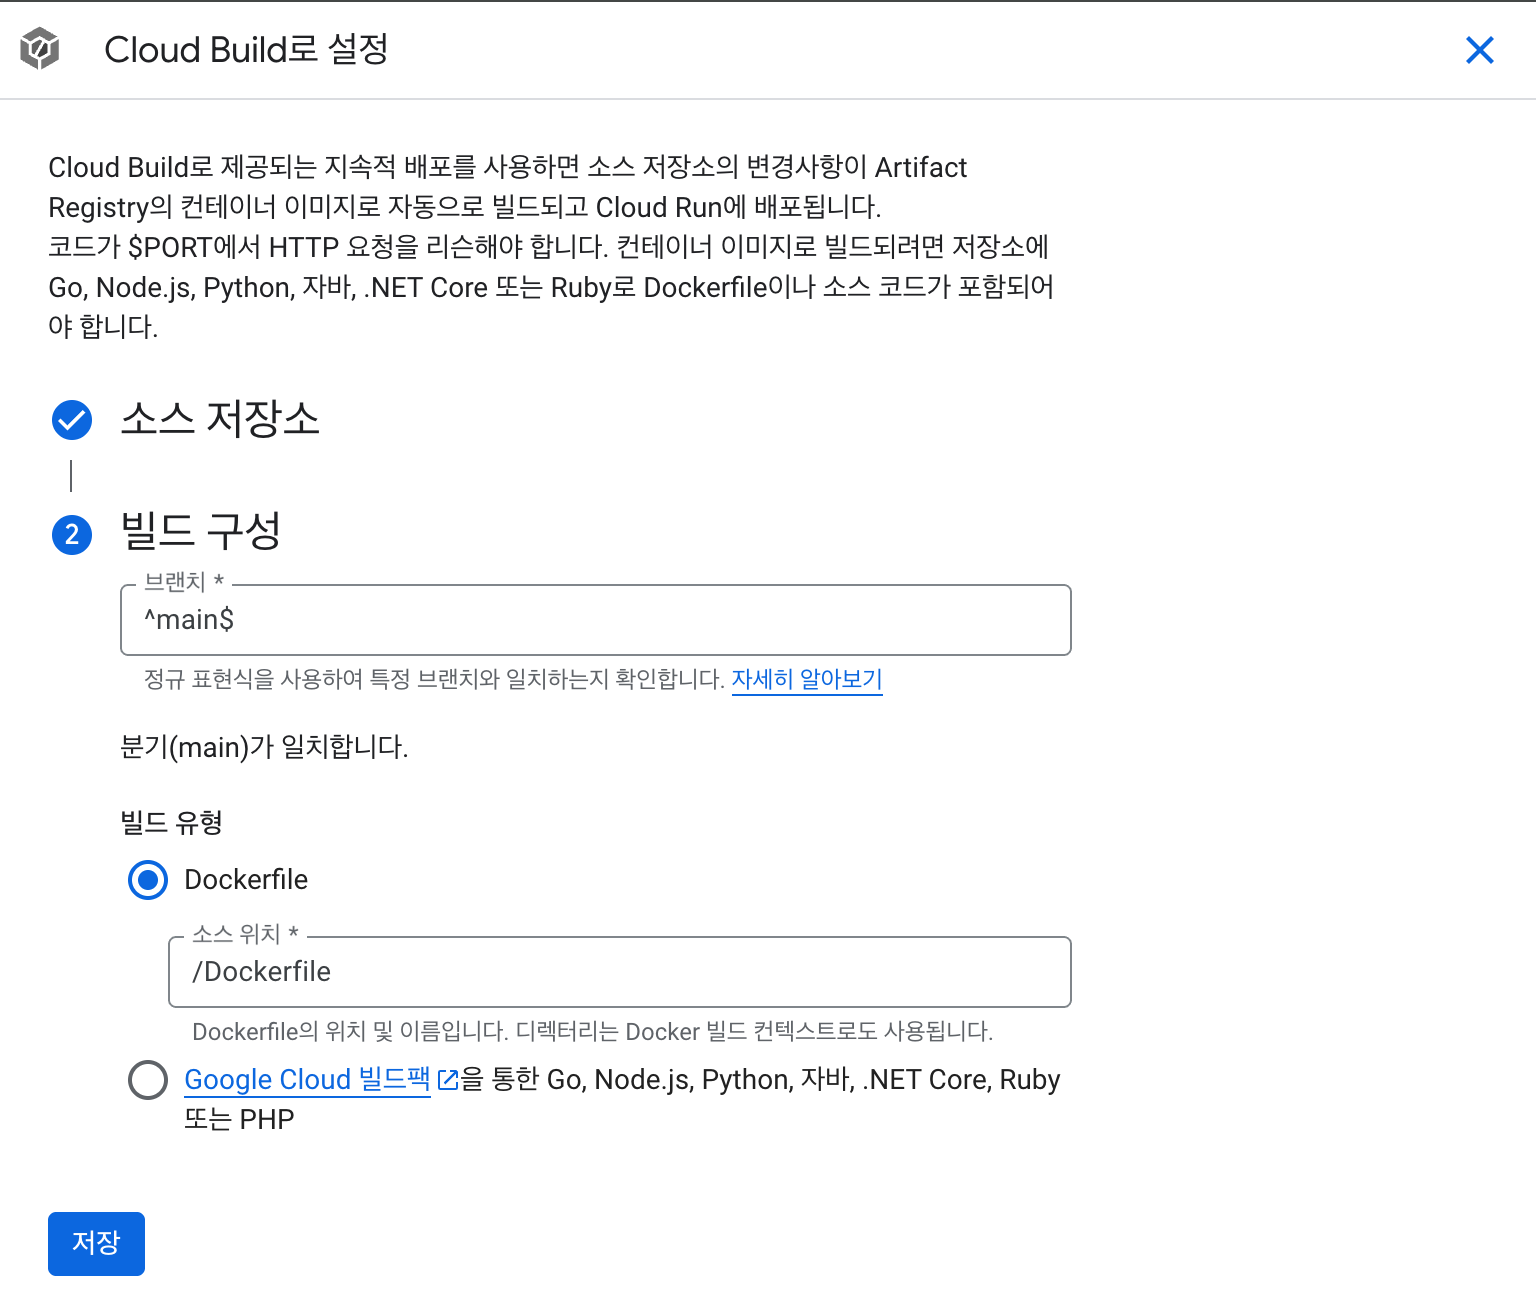 Cloud Build로 설정
Cloud Build로 제공되는 지속적 배포를 사용하면 소스 저장소의 변경사항이 Artifact
Registry의 컨테이너 이미지로 자동으로 빌드되고 Cloud Run에 배포됩니다.
코드가 $PORT에서 HTTP 요청을 리슨해야 합니다. 컨테이너 이미지로 빌드되려면 저장소에
Go, Node.js, Python, 자바, .NET Core 또는 Ruby로 Dockerfile이나 소스 코드가 포함되어
야 합니다.
소스 저장소
2 빌드 구성
브랜치 *
^main$
정규 표현식을 사용하여 특정 브랜치와 일치하는지 확인합니다. 자세히 알아보기
분기(main)가 일치합니다.
빌드 유형
Dockerfile
소스 위치 *
/Dockerfile
Dockerfile의 위치 및 이름입니다. 디렉터리는 Docker 빌드 컨텍스트로도 사용됩니다.
Google Cloud 빌드팩을 통한 Go, Node.js, Python, 자바, .NET Core, Ruby
또는 PHP
저장